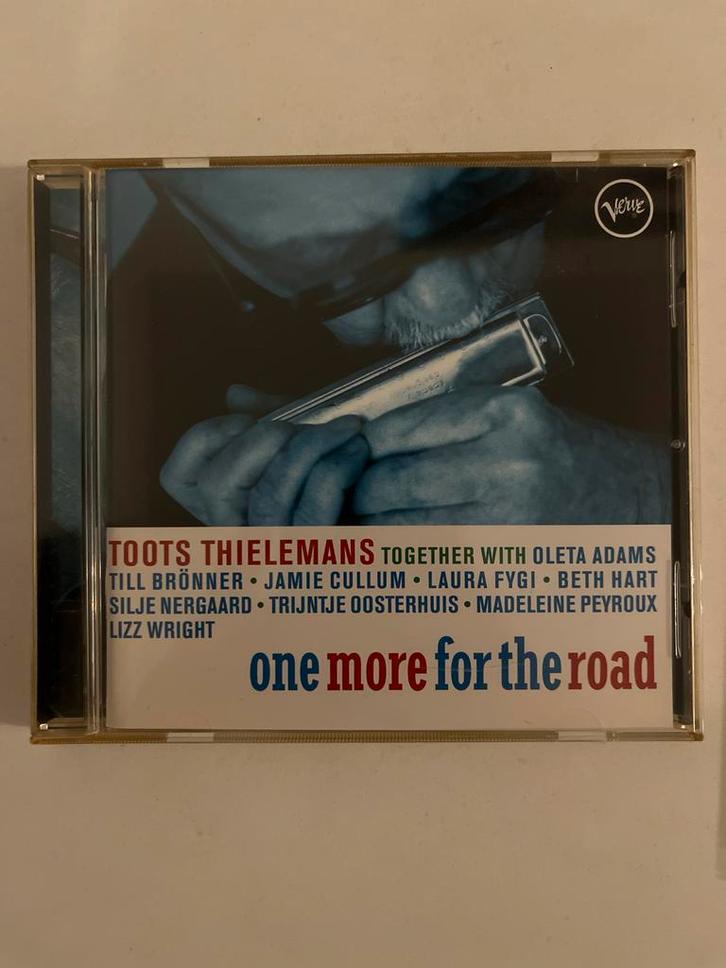 Verve
TOOTS THIELEMANS TOGETHER WITH OLETA ADAMS
TILL BRÖNNER • JAMIE CULLUM • LAURA FYGI • BETH HART
SILJE NERGAARD • TRIJNTJE OOSTERHUIS • MADELEINE PEYROUX
LIZZ WRIGHT
one more for the road